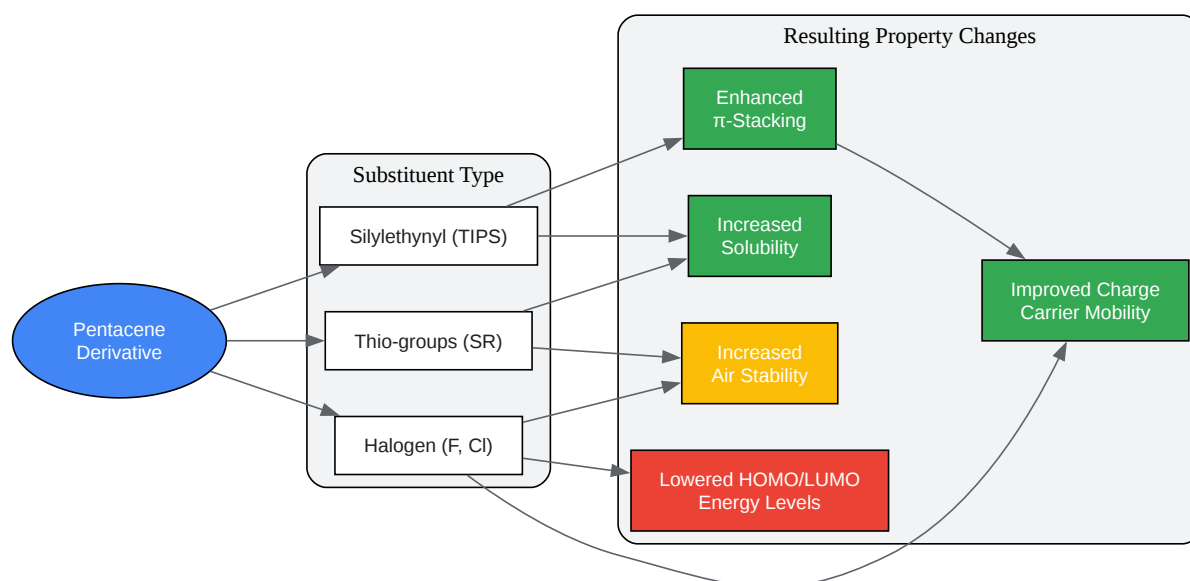 Resulting Property Changes
Enhanced
π-Stacking
Substituent Type
Silylethynyl (TIPS)
Increased
Solubility
Improved Charge
Carrier Mobility
Pentacene
Derivative
Thio-groups (SR)
Increased
Air Stability
Halogen (F, Cl)
Lowered HOMO/LUMO
Energy Levels